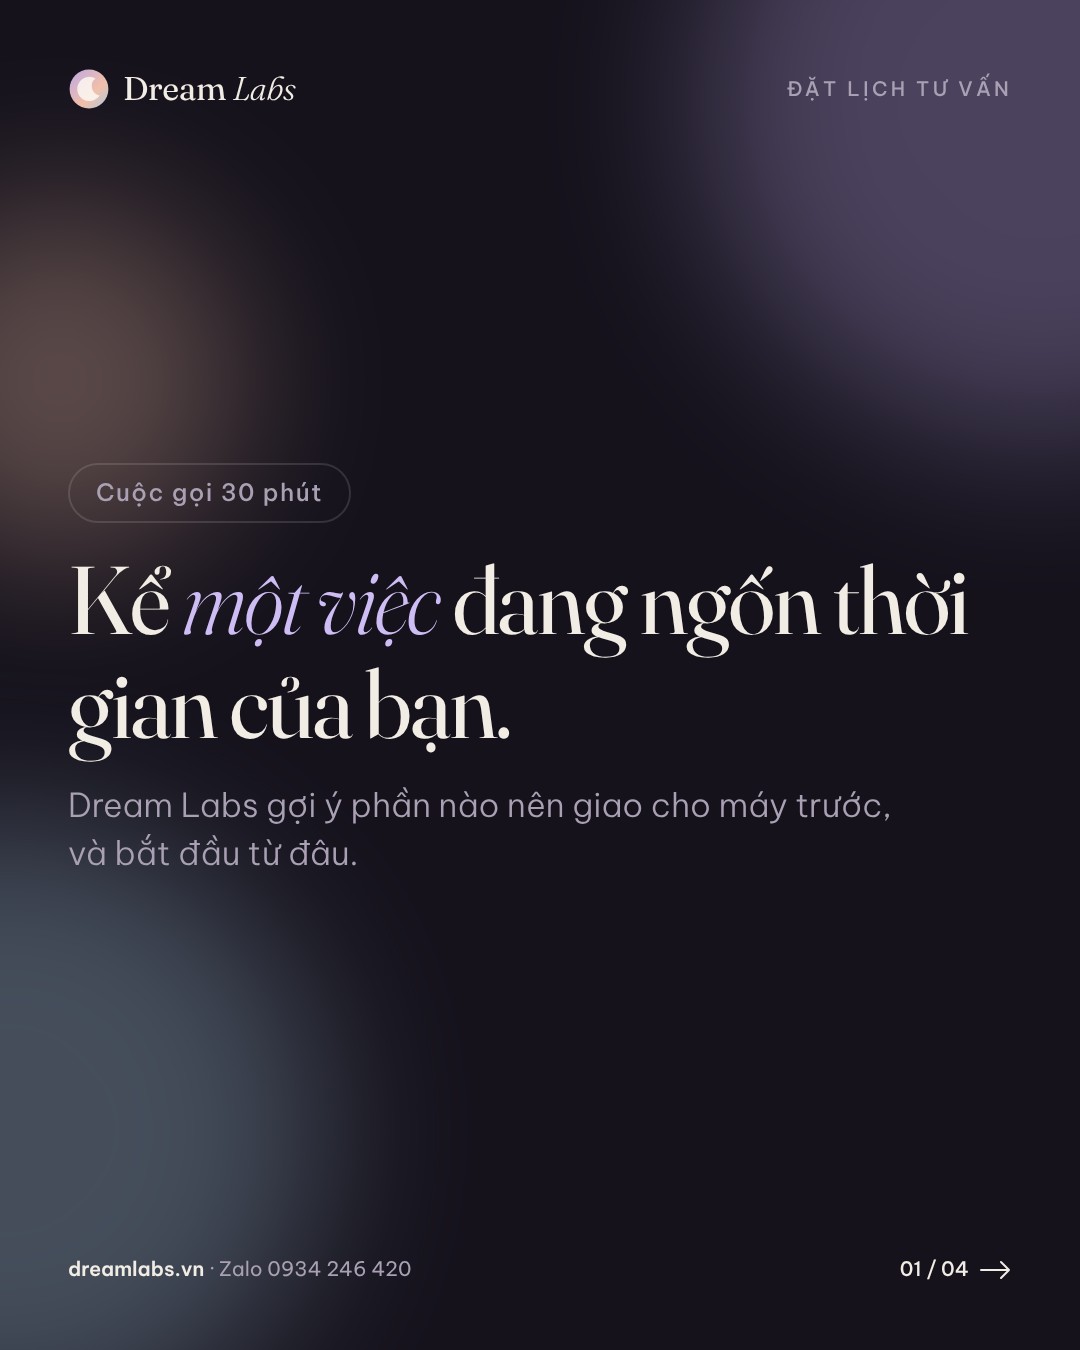 Dream Labs
ĐẶT LỊCH TƯ VẤN
Cuộc gọi 30 phút
Kể một việc đang ngốn thời
gian của bạn.
Dream Labs gợi ý phần nào nên giao cho máy trước,
và bắt đầu từ đâu.
dreamlabs.vn · Zalo 0934 246 420
01 / 04 →